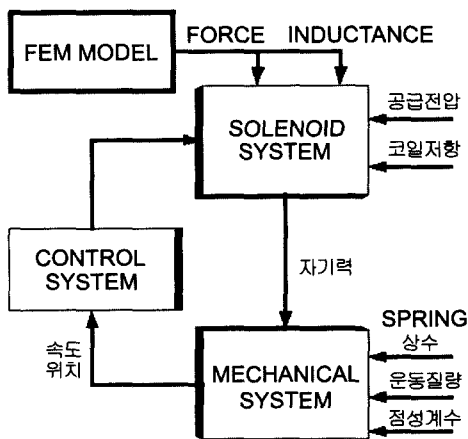 FEM MODEL
FORCE INDUCTANCE
SOLENOID
SYSTEM
공급전압
코일저항
CONTROL
SYSTEM
자기력
속도
위치
MECHANICAL
SYSTEM
SPRING
상수
운동질량
점성계수